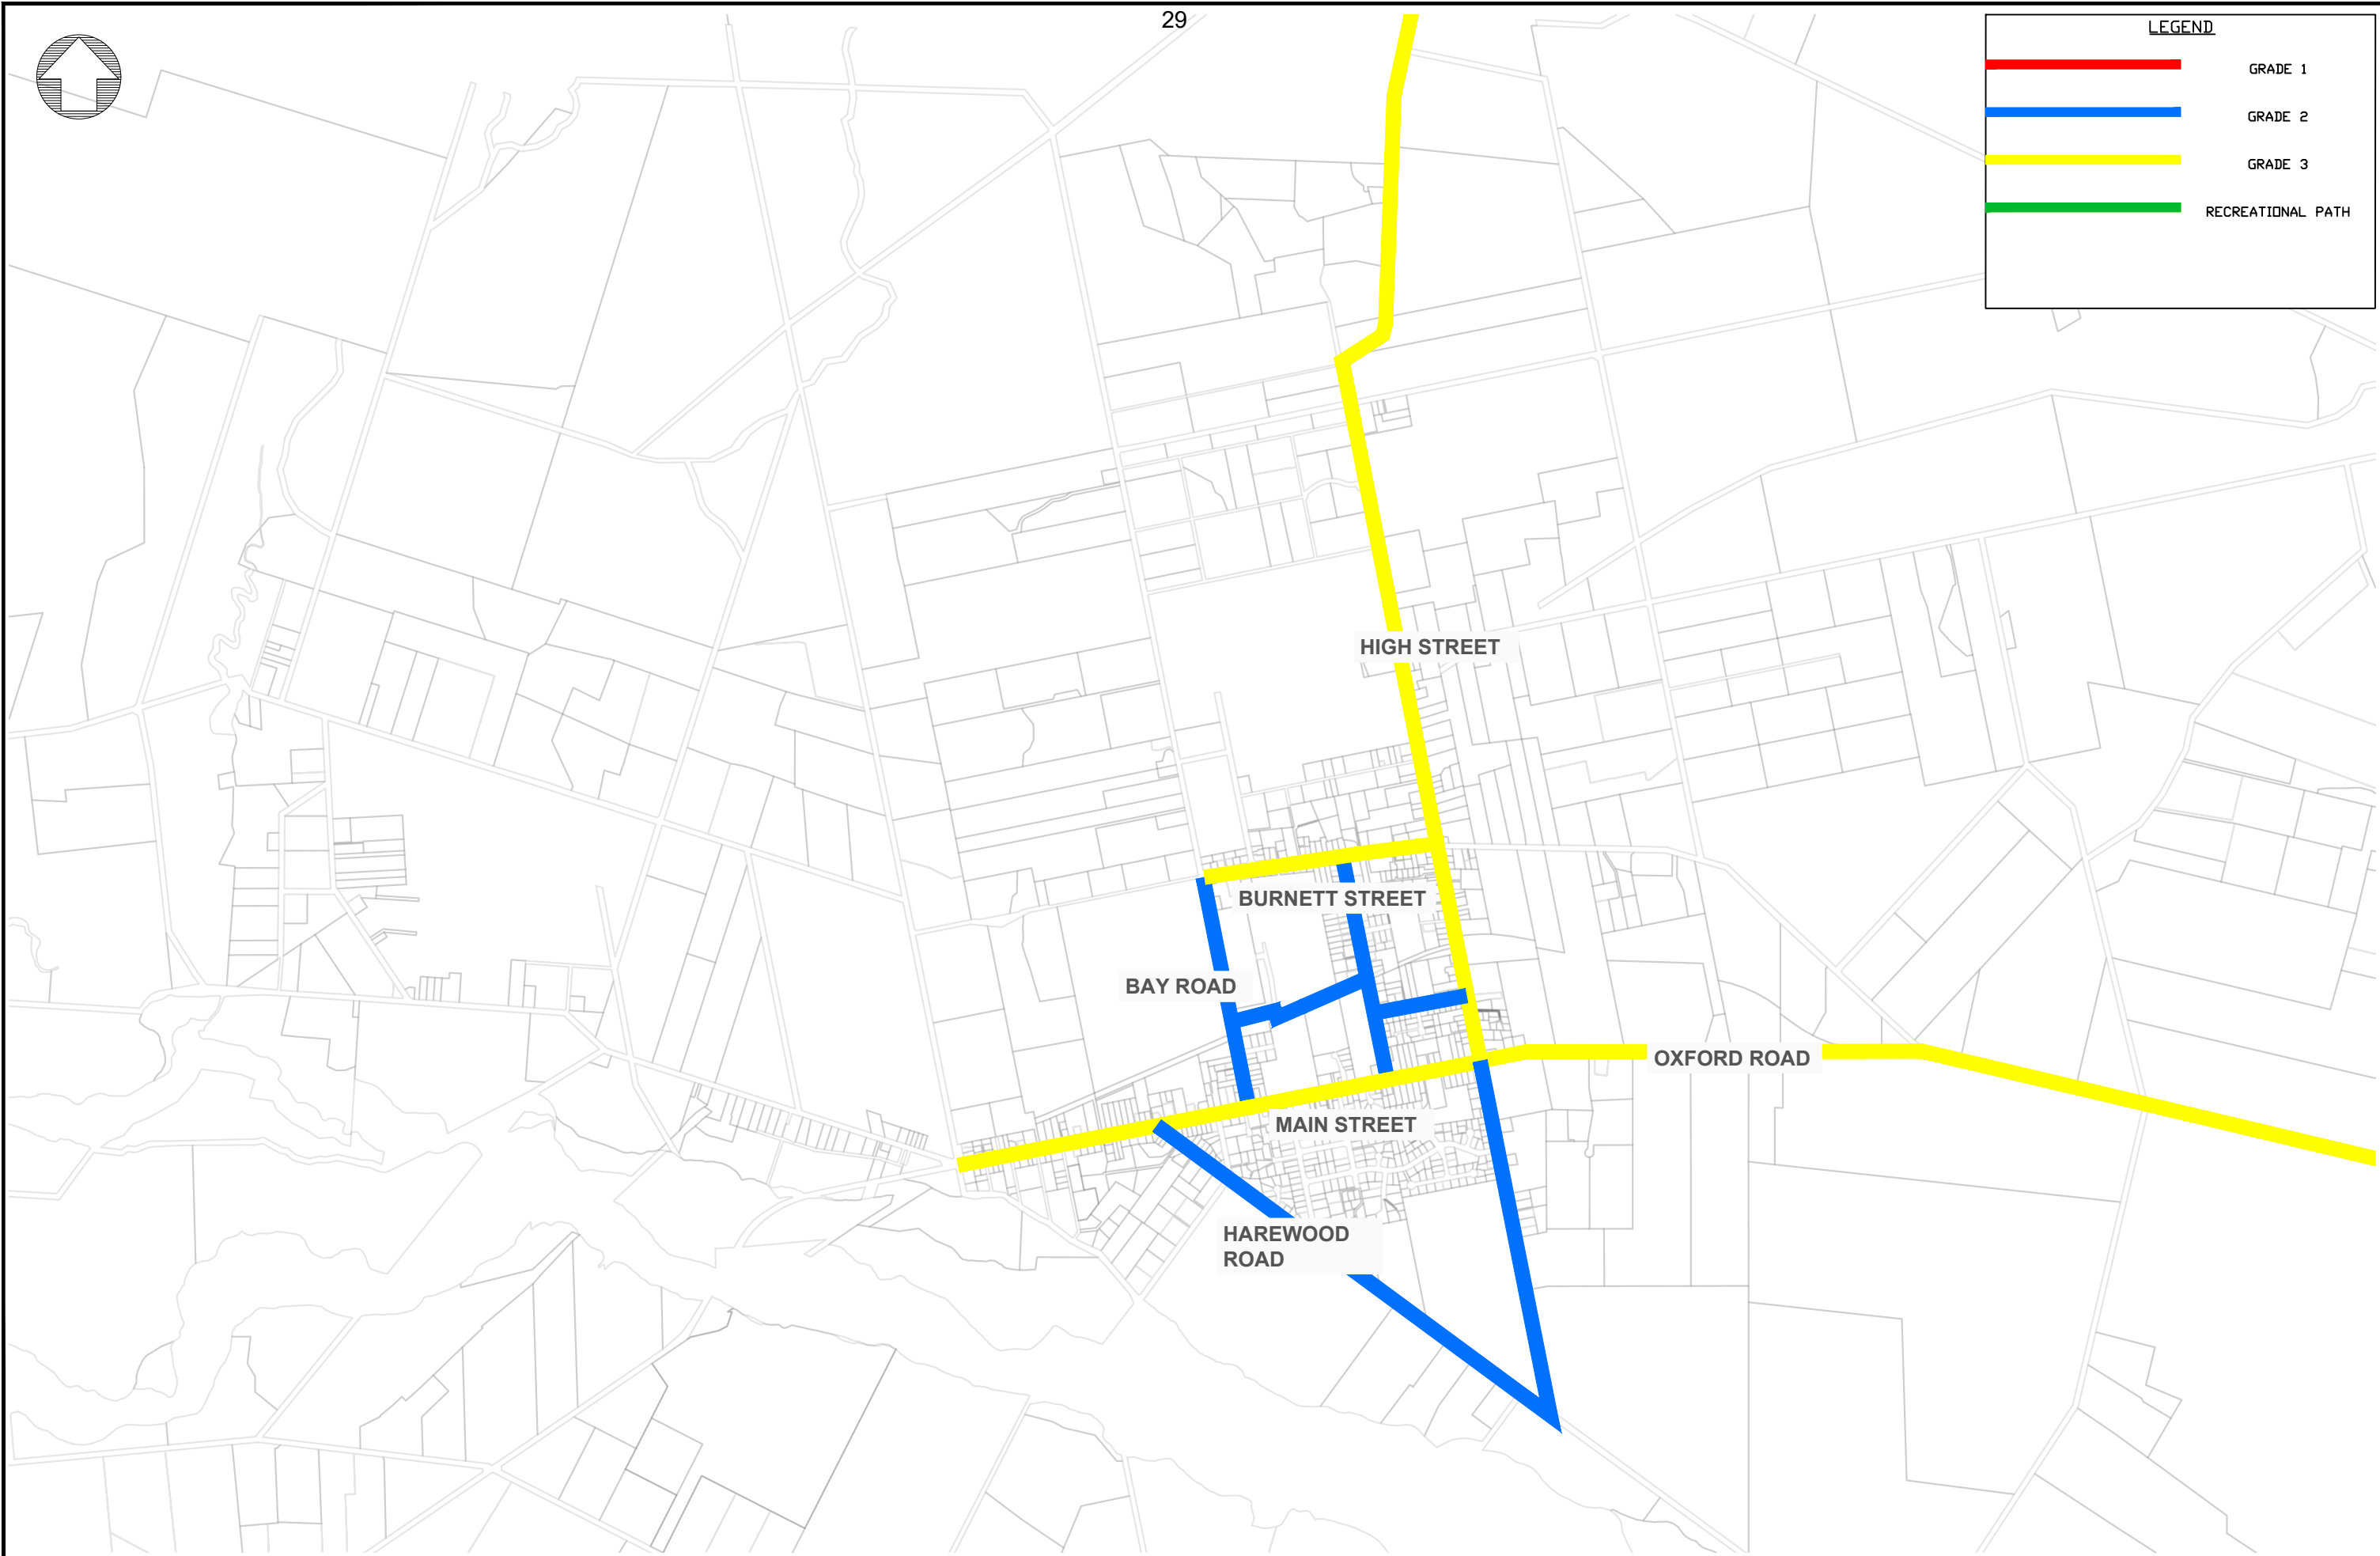 29
LEGEND
GRADE 1
GRADE 2
GRADE 3
RECREATIONAL PATH
HIGH STREET
BURNETT STREET
BAY ROAD
OXFORD ROAD
MAIN STREET
HAREWOOD
ROAD